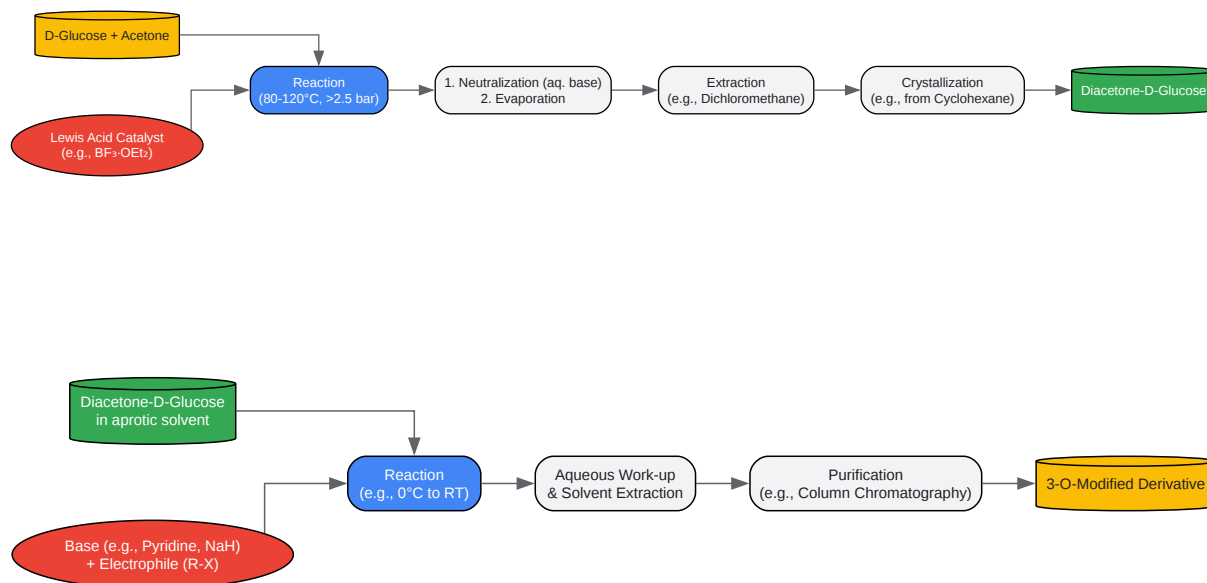 D-Glucose + Acetone
Reaction
(80-120°C, >2.5 bar)
1. Neutralization (aq. base)
2. Evaporation
Extraction
(e.g., Dichloromethane)
Crystallization
(e.g., from Cyclohexane)
Diacetone-D-Glucose
Lewis Acid Catalyst
(e.g., BF₃·OEt₂)
Diacetone-D-Glucose
in aprotic solvent
Reaction
(e.g., 0°C to RT)
Aqueous Work-up
& Solvent Extraction
Purification
(e.g., Column Chromatography)
3-O-Modified Derivative
Base (e.g., Pyridine, NaH)
+ Electrophile (R-X)